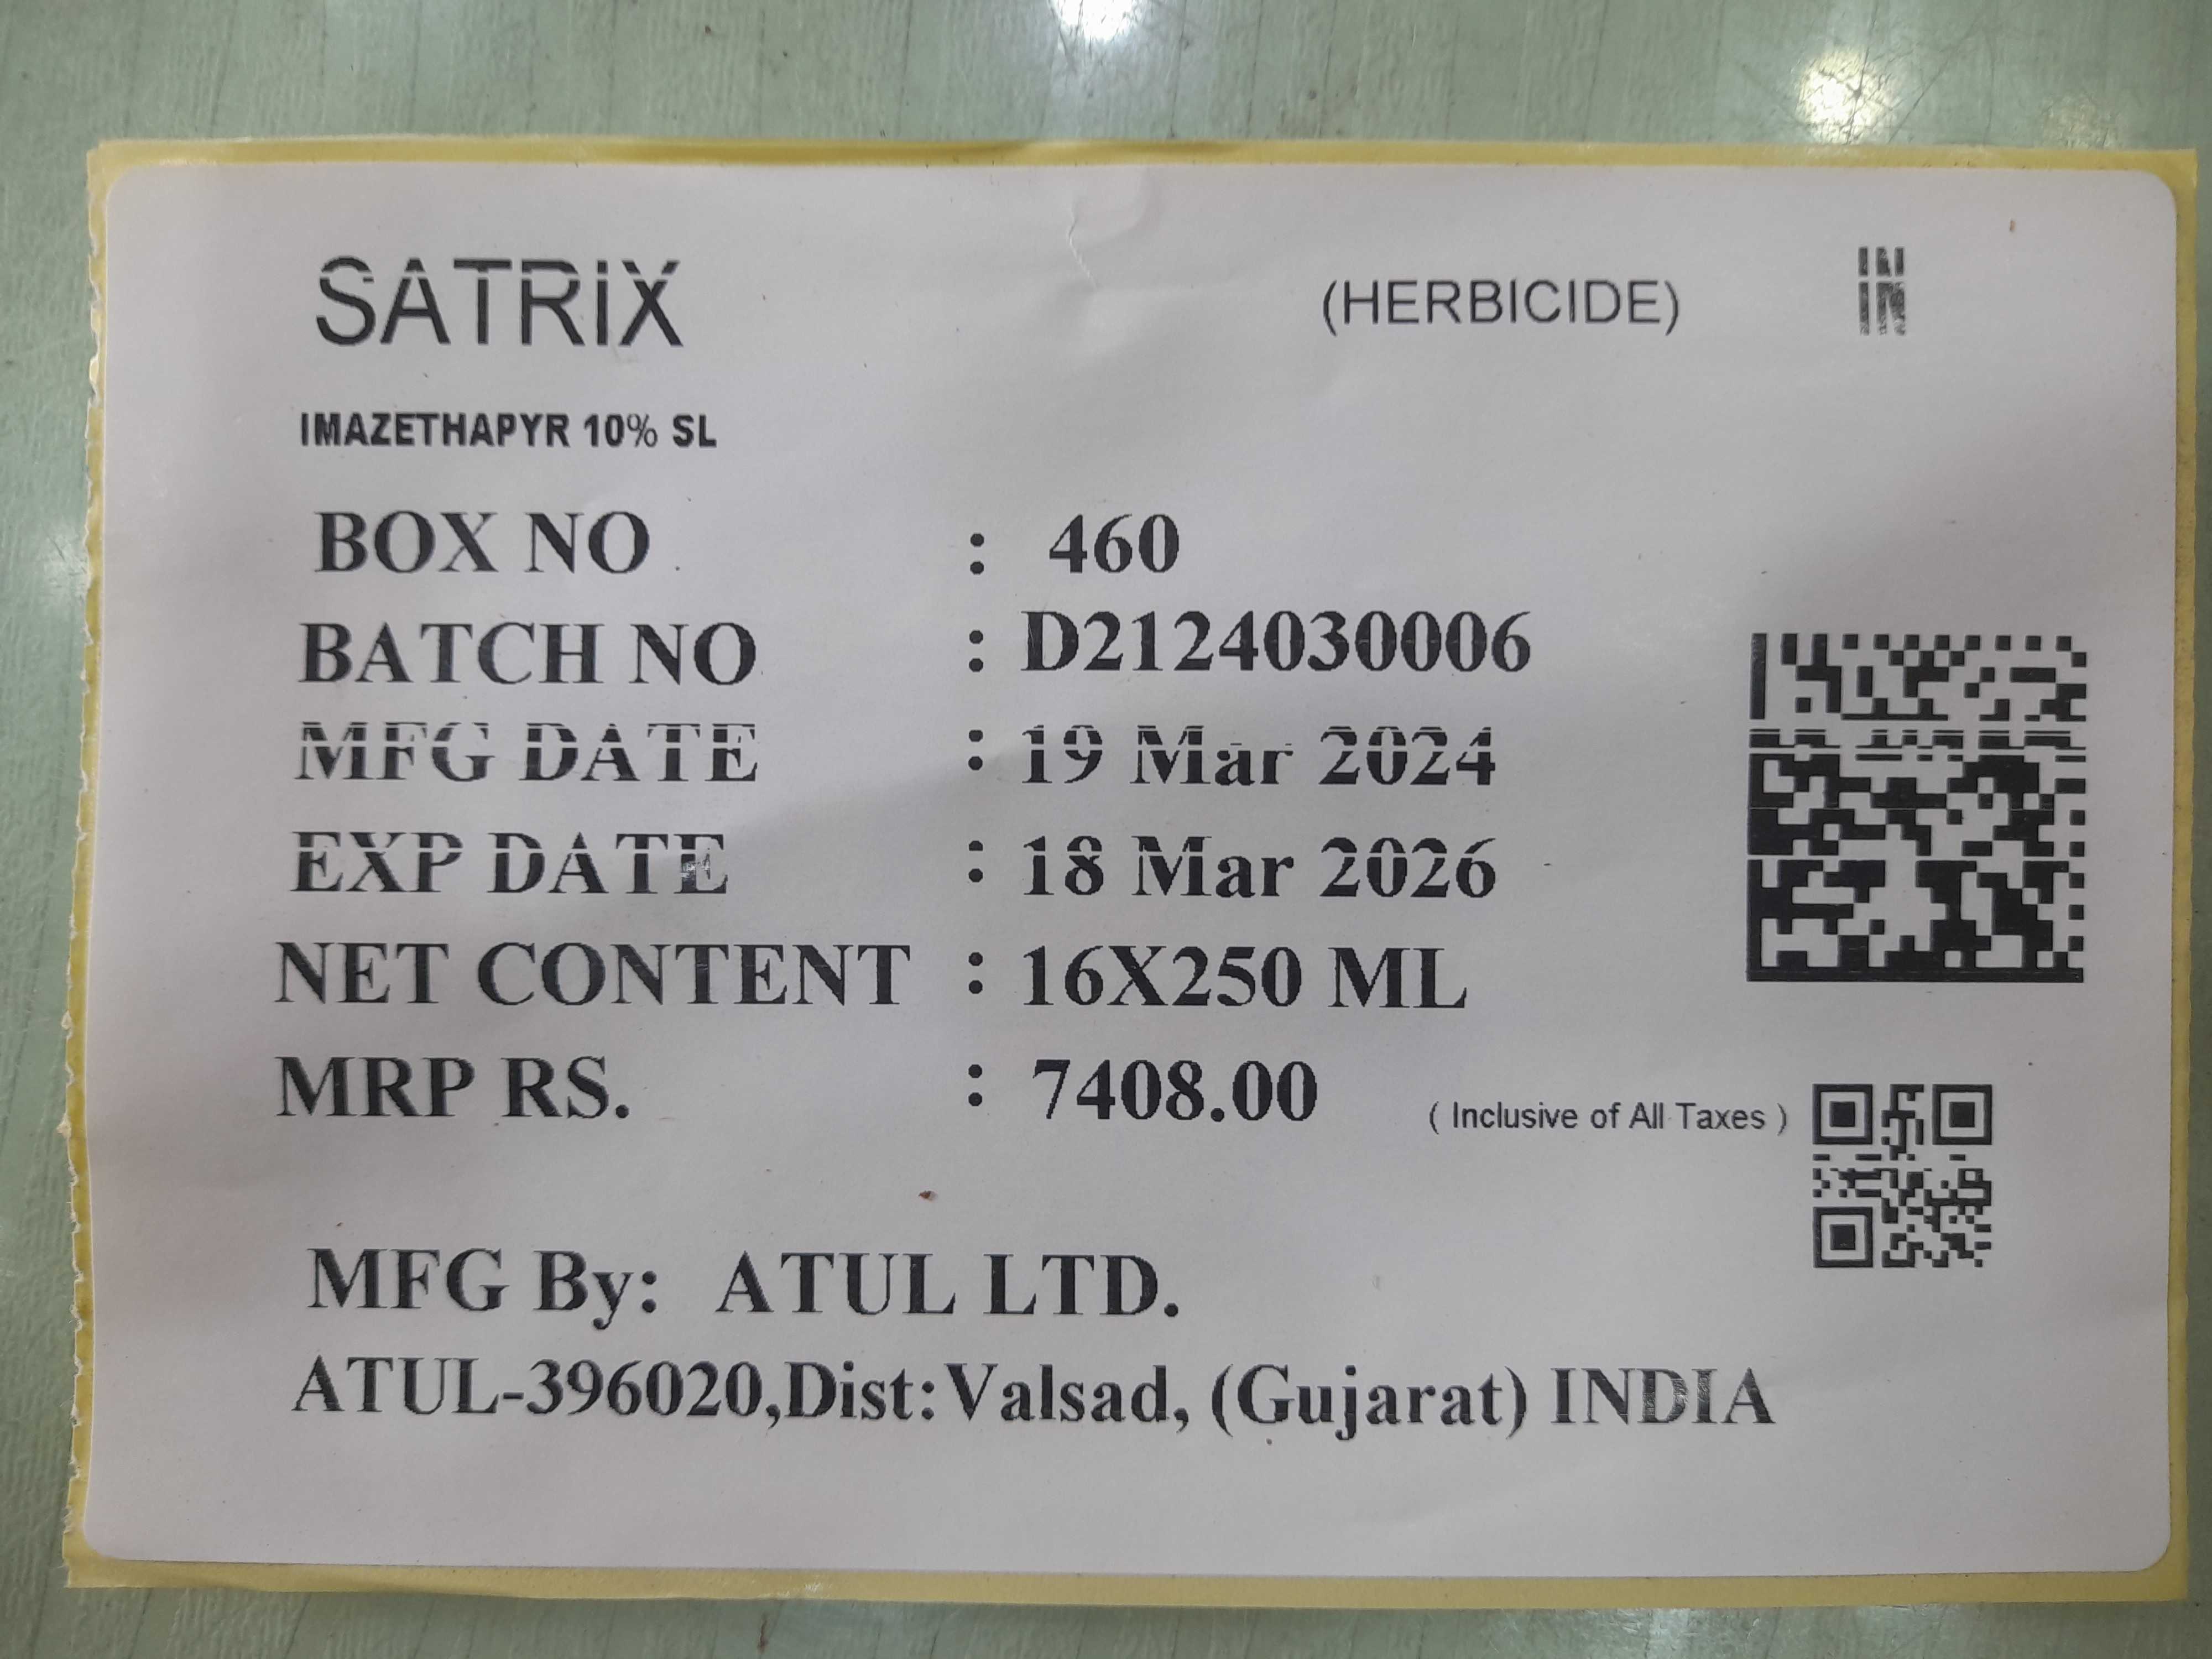 SATRIX (HERBICIDE) IN
IN
IMAZETHAPYR 10% SL
BOX NO : 460
BATCH NO : D2124030006
MFG DATE : 19 Mar 2024
EXP DATE : 18 Mar 2026
NET CONTENT : 16X250 ML
MRP RS. : 7408.00 ( Inclusive of All Taxes )
MFG By: ATUL LTD.
ATUL-396020,Dist:Valsad, (Gujarat) INDIA